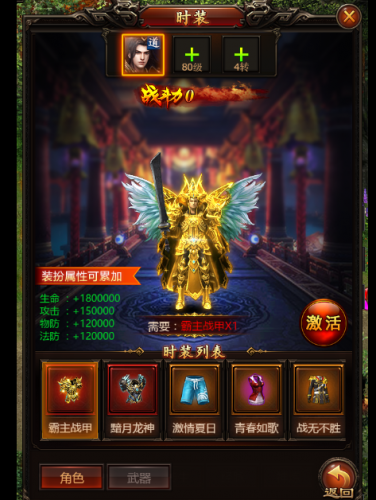 时装
道
80级
4转
战斗力0
装扮属性可累加
生命：+1800000
攻击：+150000
物防：+120000
法防：+120000
需要：霸主战甲X1
激活
时装列表
霸主战甲
黯月龙神
激情夏日
青春如歌
战无不胜
角色
武器
返回